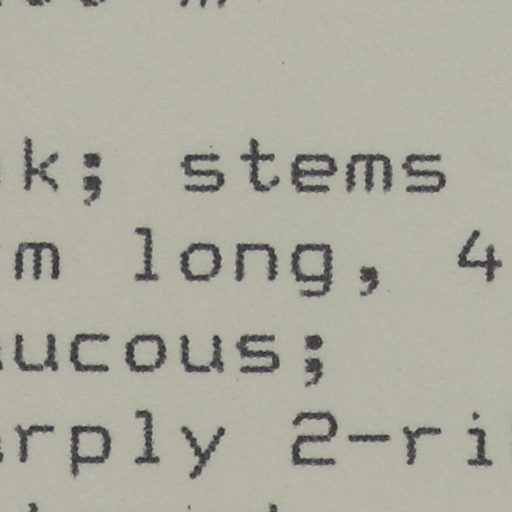 k; stems
m long, 4
ucous;
rply 2-ri